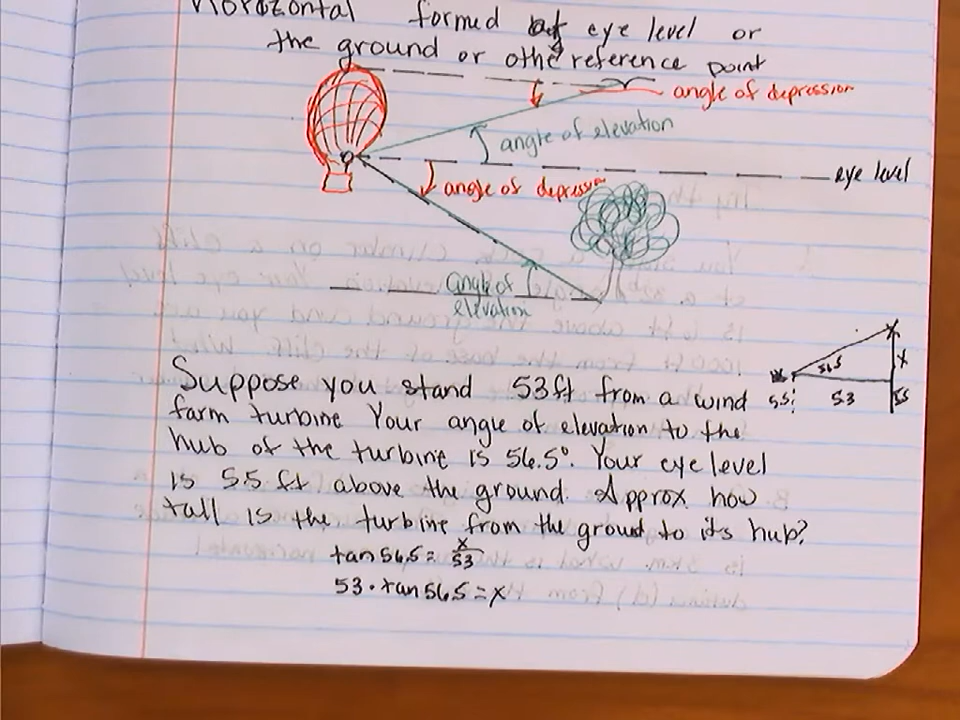 Horozontal formed at eye level or
the ground or othe reference point
angle of depression
angle of elevation
eye level
angle of depression
angle of
elevation
56.5
x
5.5
53
5.5
Suppose you stand 53ft from a wind
farm turbine Your angle of elevation to the
hub of the turbine is 56.5°. Your eye level
is 5.5 ft above the ground. Approx how
tall is the turbine from the ground to its hub?
tan 56.5 = x/53
53 · tan 56.5 = x